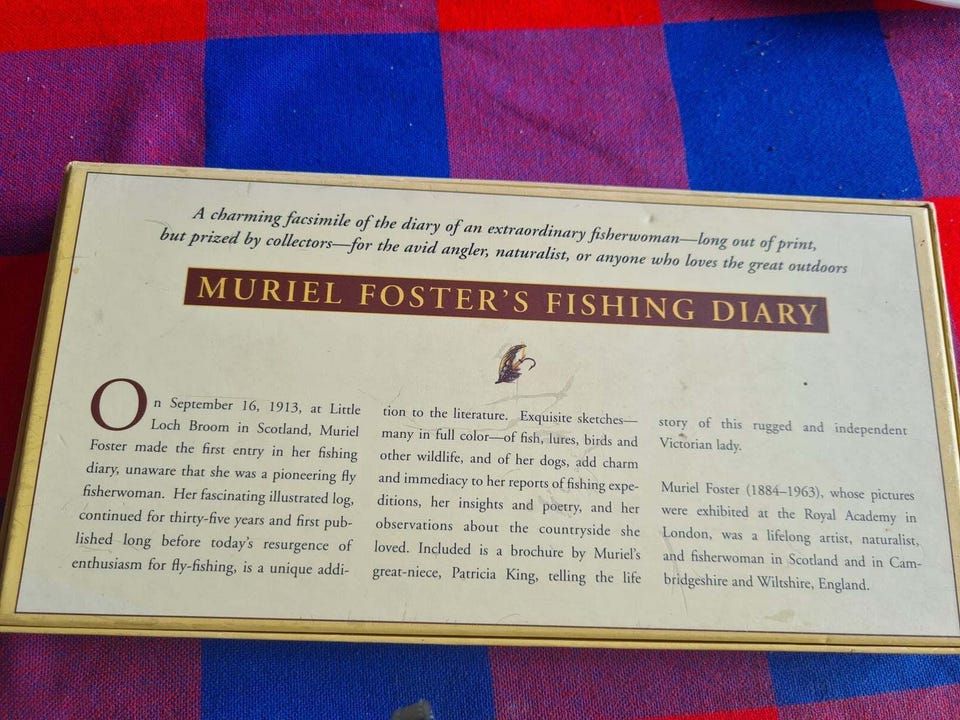 A charming facsimile of the diary of an extraordinary fisherwoman—long out of print,
but prized by collectors—for the avid angler, naturalist, or anyone who loves the great outdoors
MURIEL FOSTER'S FISHING DIARY
On September 16, 1913, at Little
Loch Broom in Scotland, Muriel
Foster made the first entry in her fishing
diary, unaware that she was a pioneering fly
fisherwoman. Her fascinating illustrated log,
continued for thirty-five years and first pub-
lished long before today's resurgence of
enthusiasm for fly-fishing, is a unique addi-
tion to the literature. Exquisite sketches—
many in full color—of fish, lures, birds and
other wildlife, and of her dogs, add charm
and immediacy to her reports of fishing expe-
ditions, her insights and poetry, and her
observations about the countryside she
loved. Included is a brochure by Muriel's
great-niece, Patricia King, telling the life
story of this rugged and independent
Victorian lady.
Muriel Foster (1884–1963), whose pictures
were exhibited at the Royal Academy in
London, was a lifelong artist, naturalist,
and fisherwoman in Scotland and in Cam-
bridgeshire and Wiltshire, England.